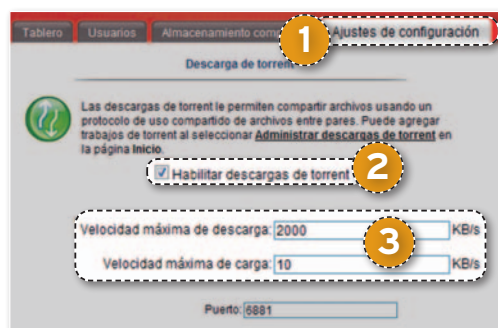 Tablero Usuarios Almacenamiento Ajustes de configuración
1
Descarga de torrent
Las descargas de torrent le permiten compartir archivos usando un
protocolo de uso compartido de archivos entre pares. Puede agregar
trabajos de torrent al seleccionar Administrar descargas de torrent en
la página Inicio.
Habilitar descargas de torrent 2
Velocidad máxima de descarga: 2000 KB/s
3
Velocidad máxima de carga: 10 KB/s
Puerto: 6881